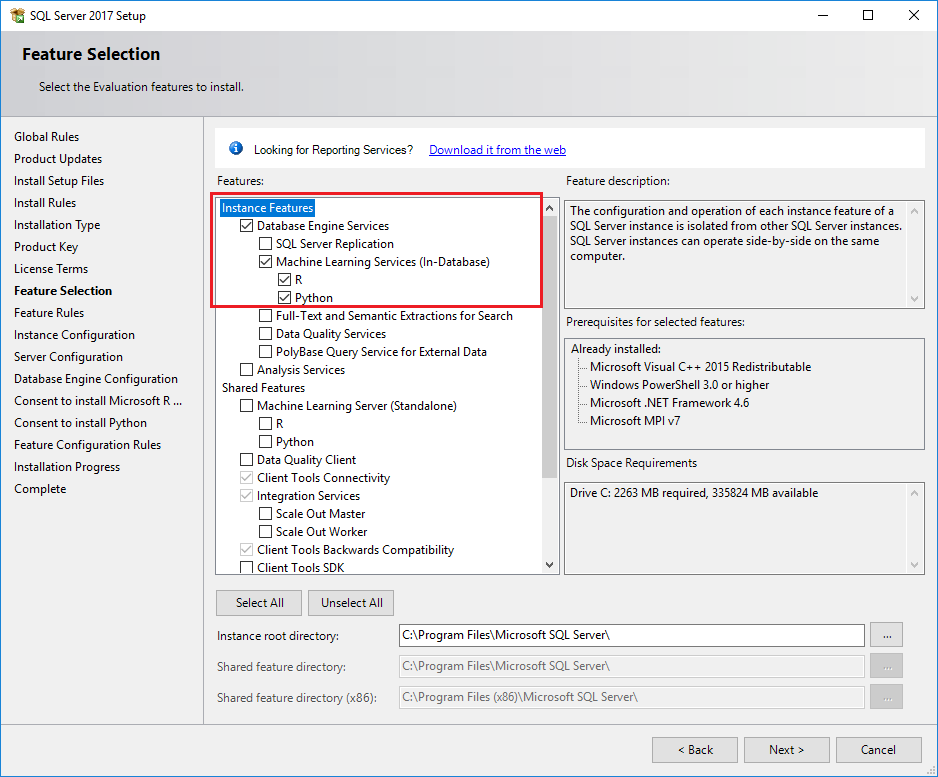 SQL Server 2017 Setup
Feature Selection
Select the Evaluation features to install.
Global Rules
Product Updates
Install Setup Files
Install Rules
Installation Type
Product Key
License Terms
Feature Selection
Feature Rules
Instance Configuration
Server Configuration
Database Engine Configuration
Consent to install Microsoft R ...
Consent to install Python
Feature Configuration Rules
Installation Progress
Complete
Looking for Reporting Services? Download it from the web
Features:
Instance Features
Database Engine Services
SQL Server Replication
Machine Learning Services (In-Database)
R
Python
Full-Text and Semantic Extractions for Search
Data Quality Services
PolyBase Query Service for External Data
Analysis Services
Shared Features
Machine Learning Server (Standalone)
R
Python
Data Quality Client
Client Tools Connectivity
Integration Services
Scale Out Master
Scale Out Worker
Client Tools Backwards Compatibility
Client Tools SDK
Feature description:
The configuration and operation of each instance feature of a
SQL Server instance is isolated from other SQL Server instances.
SQL Server instances can operate side-by-side on the same
computer.
Prerequisites for selected features:
Already installed:
Microsoft Visual C++ 2015 Redistributable
Windows PowerShell 3.0 or higher
Microsoft .NET Framework 4.6
Microsoft MPI v7
Disk Space Requirements
Drive C: 2263 MB required, 335824 MB available
Select All
Unselect All
Instance root directory:
C:\Program Files\Microsoft SQL Server\
...
Shared feature directory:
C:\Program Files\Microsoft SQL Server\
...
Shared feature directory (x86):
C:\Program Files (x86)\Microsoft SQL Server\
...
< Back
Next >
Cancel